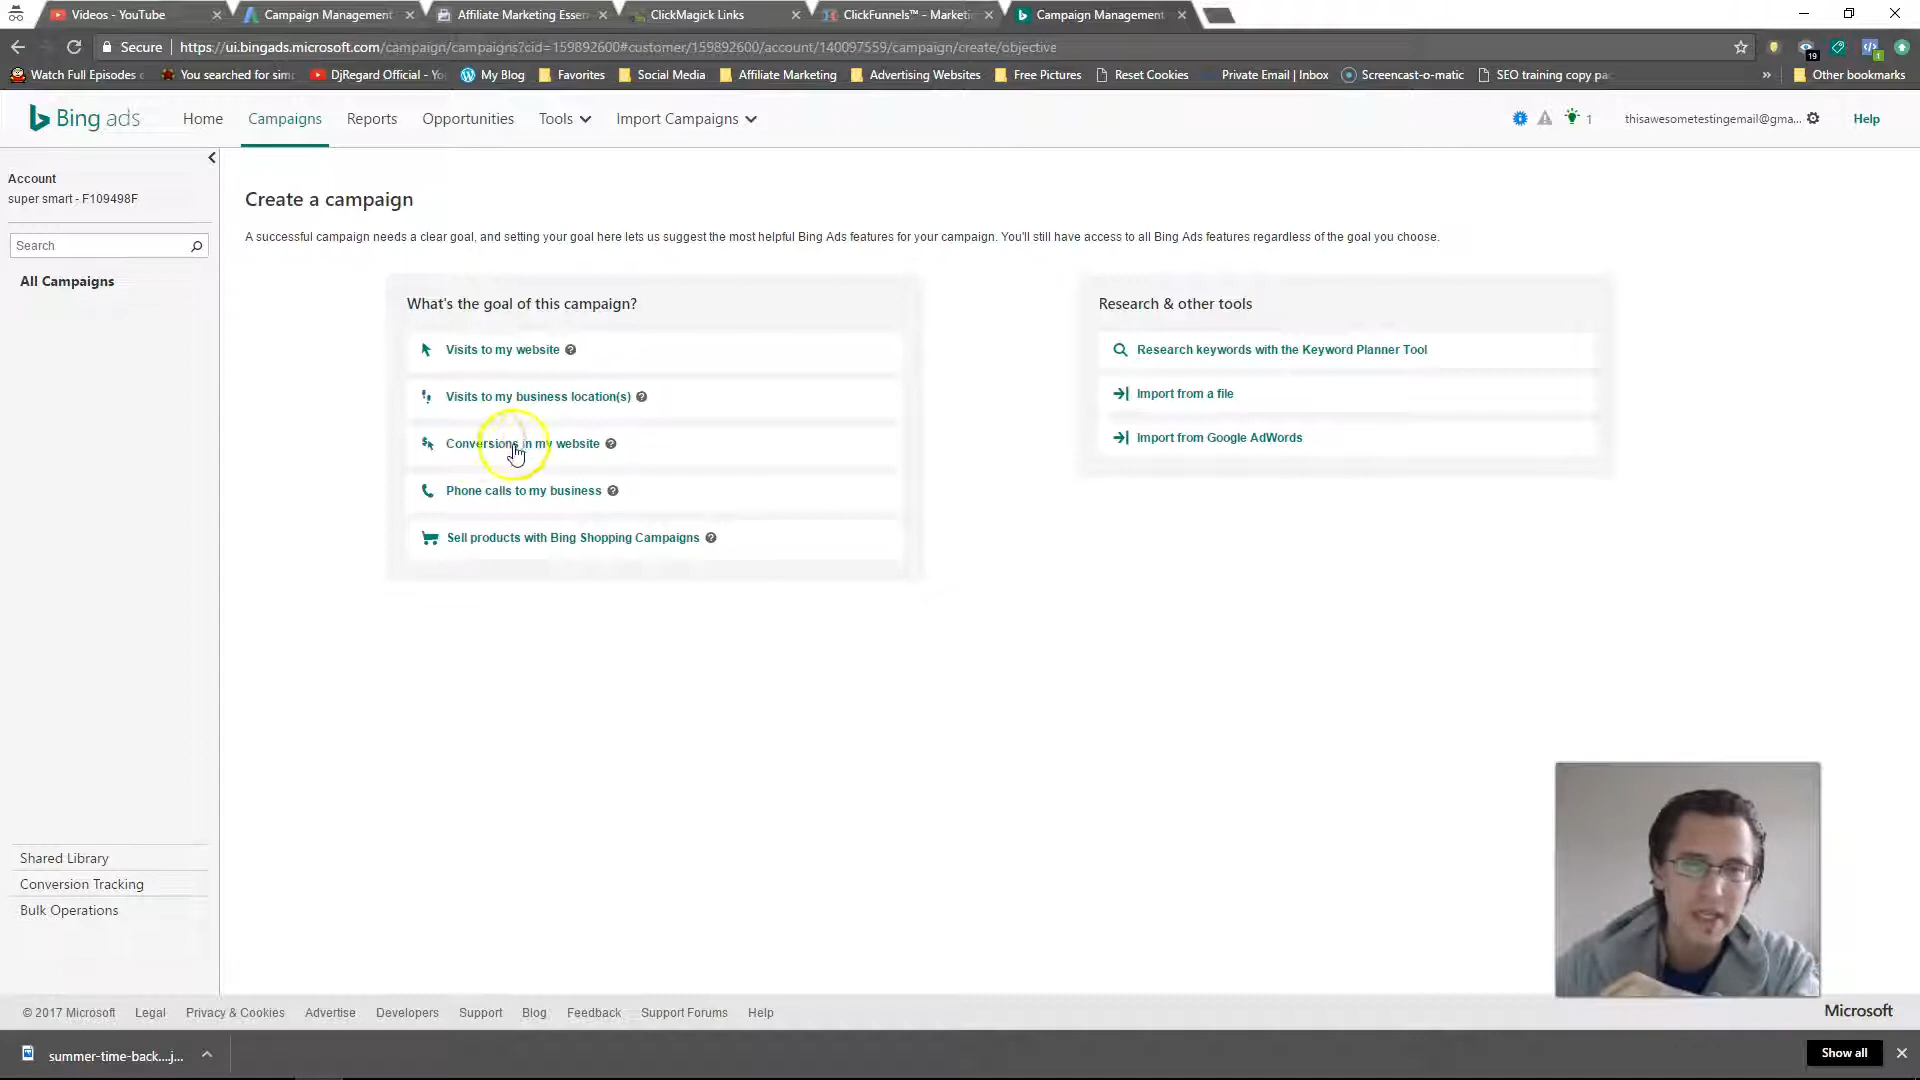 Videos - YouTube
Campaign Management
Affiliate Marketing Essen
ClickMagick Links
ClickFunnels™ - Marketi
Campaign Management
Secure
https://ui.bingads.microsoft.com/campaign/campaigns?cid=159892600#customer/159892600/account/140097559/campaign/create/objective
19
1
Watch Full Episodes
You searched for sim
DjRegard Official - Yo
My Blog
Favorites
Social Media
Affiliate Marketing
Advertising Websites
Free Pictures
Reset Cookies
Private Email | Inbox
Screencast-o-matic
SEO training copy pa
»
Other bookmarks
Bing ads
Home
Campaigns
Reports
Opportunities
Tools
Import Campaigns
1
thisawesometestingemail@gma...
Help
Account
super smart - F109498F
Search
All Campaigns
Create a campaign
A successful campaign needs a clear goal, and setting your goal here lets us suggest the most helpful Bing Ads features for your campaign. You'll still have access to all Bing Ads features regardless of the goal you choose.
What's the goal of this campaign?
Visits to my website
Visits to my business location(s)
Conversions in my website
Phone calls to my business
Sell products with Bing Shopping Campaigns
Research & other tools
Research keywords with the Keyword Planner Tool
Import from a file
Import from Google AdWords
Shared Library
Conversion Tracking
Bulk Operations
© 2017 Microsoft
Legal
Privacy & Cookies
Advertise
Developers
Support
Blog
Feedback
Support Forums
Help
Microsoft
summer-time-back....j...
Show all